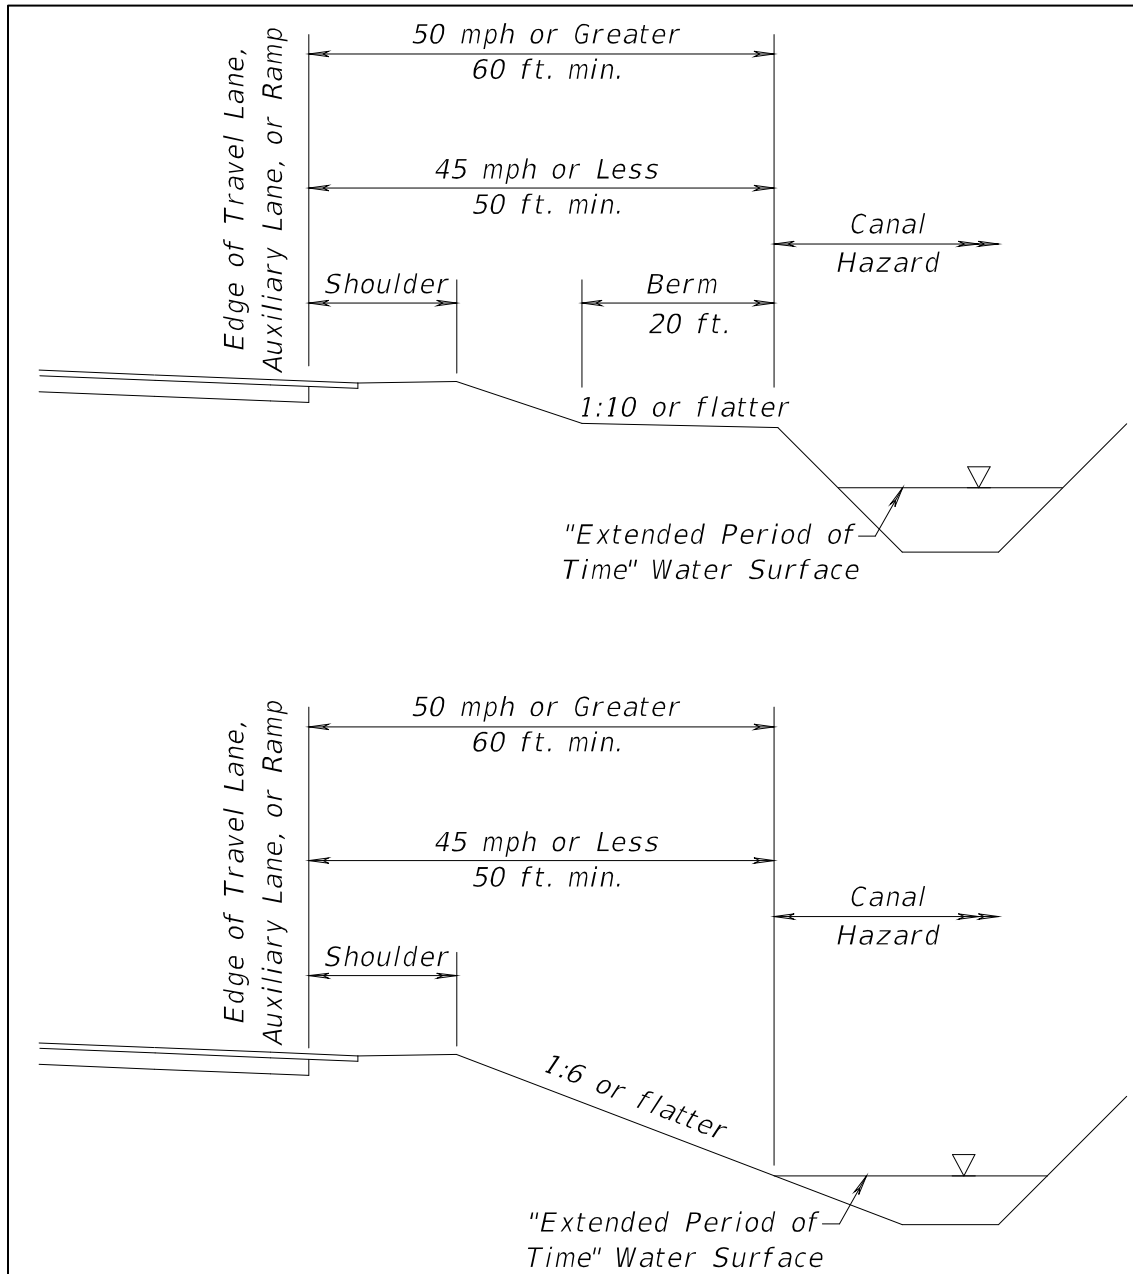 50 mph or Greater
60 ft. min.
Edge of Travel Lane,
Auxiliary Lane, or Ramp
45 mph or Less
50 ft. min.
Canal
Hazard
Shoulder
Berm
20 ft.
1:10 or flatter
"Extended Period of
Time" Water Surface
50 mph or Greater
60 ft. min.
Edge of Travel Lane,
Auxiliary Lane, or Ramp
45 mph or Less
50 ft. min.
Canal
Hazard
Shoulder
1:6 or flatter
"Extended Period of
Time" Water Surface